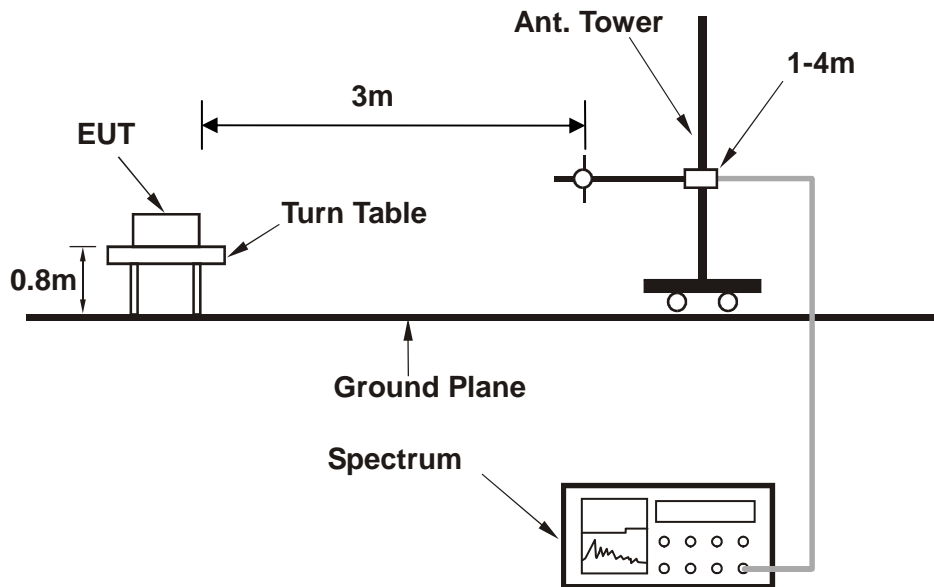 Ant. Tower
1-4m
3m
EUT
Turn Table
0.8m
Ground Plane
Spectrum